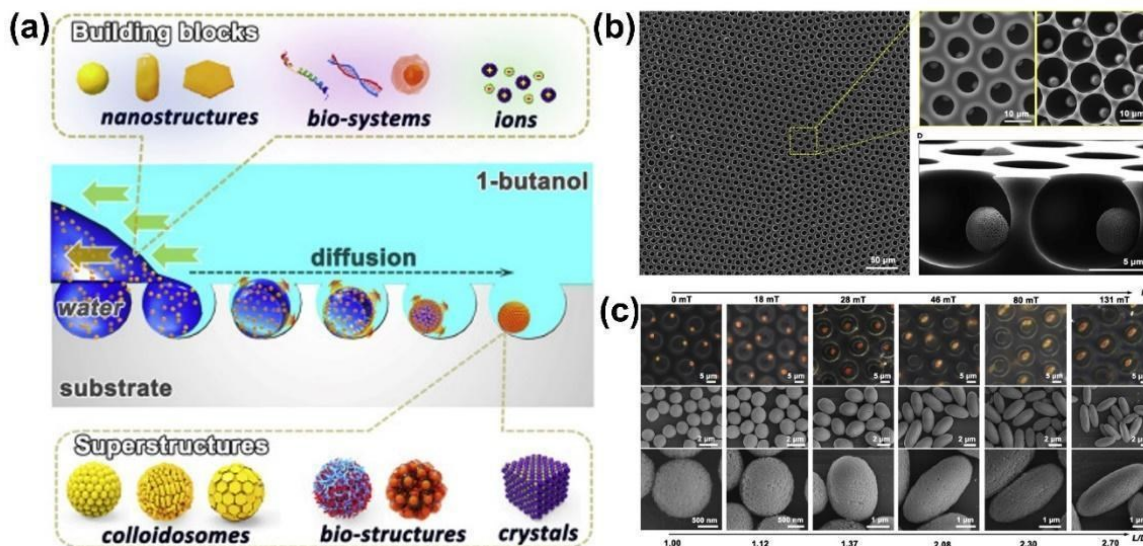 (a)
Building blocks
nanostructures bio-systems ions
1-butanol
diffusion
water
substrate
Superstructures
colloidosomes bio-structures crystals
(b)
50 μm
10 μm 10 μm
D
5 μm
(c)
0 mT 18 mT 28 mT 46 mT 80 mT 131 mT
5 μm 5 μm 5 μm 5 μm 5 μm 5 μm
2 μm 2 μm 2 μm 2 μm 2 μm 2 μm
500 nm 500 nm 1 μm 1 μm 1 μm 1 μm
1.00 1.12 1.37 2.08 2.30 2.70